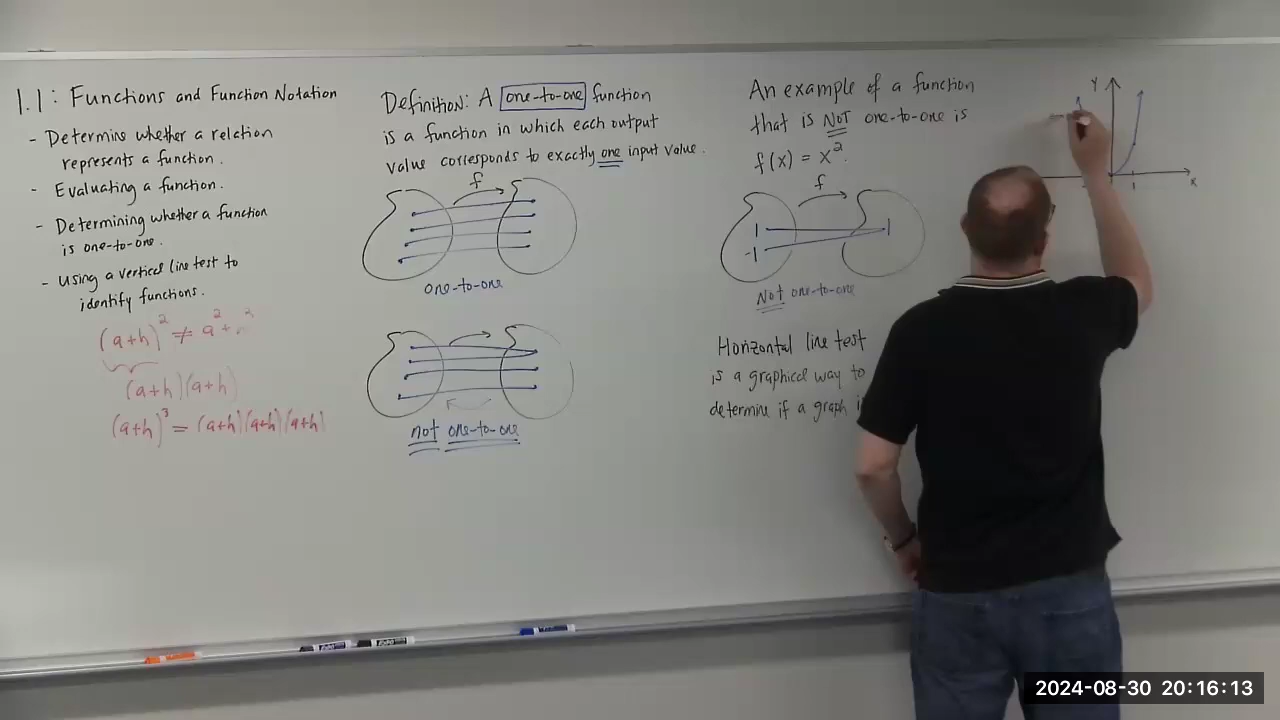 1.1: Functions and Function Notation
- Determine whether a relation
represents a function.
- Evaluating a function.
- Determining whether a function
is one-to-one.
- Using a vertical line test to
identify functions.
(a+h)² ≠ a² +
(a+h)(a+h)
(a+h)³ = (a+h)(a+h)(a+h)
Definition: A one-to-one function
is a function in which each output
value corresponds to exactly one input value.
f
one-to-one
not one-to-one
An example of a function
that is NOT one-to-one is
f(x) = x².
f
1 1
-1
Not one-to-one
Horizontal line test
is a graphical way to
determine if a graph
Y
x
1
2024-08-30 20:16:13